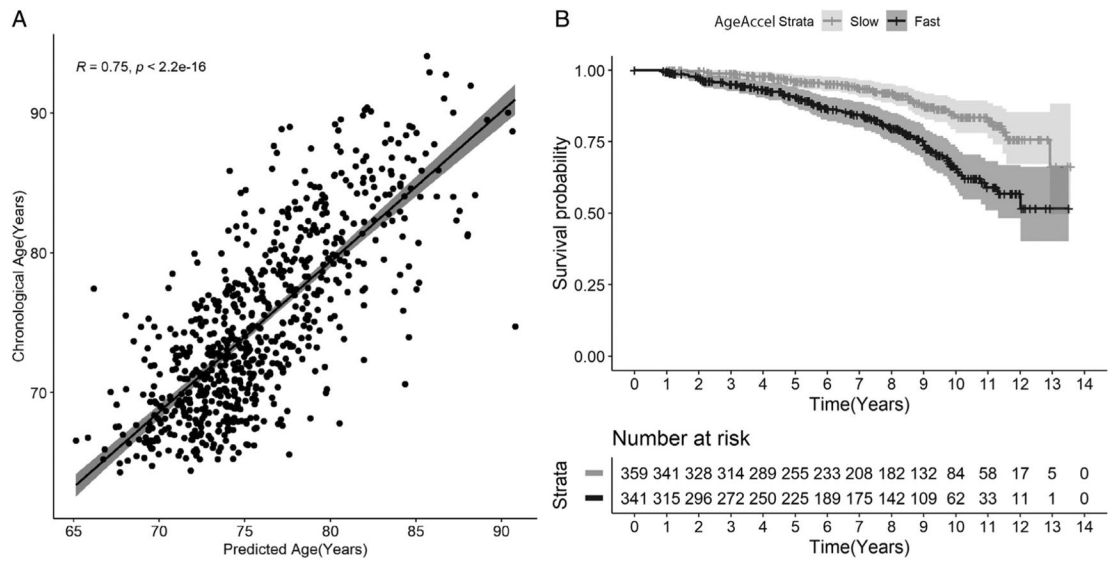 A
R = 0.75, p < 2.2e-16
Chronological Age(Years)
90
80
70
65 70 75 80 85 90
Predicted Age(Years)
B
AgeAccel Strata Slow Fast
Survival probability
1.00
0.75
0.50
0.25
0.00
0 1 2 3 4 5 6 7 8 9 10 11 12 13 14
Time(Years)
Number at risk
Strata
359 341 328 314 289 255 233 208 182 132 84 58 17 5 0
341 315 296 272 250 225 189 175 142 109 62 33 11 1 0
0 1 2 3 4 5 6 7 8 9 10 11 12 13 14
Time(Years)